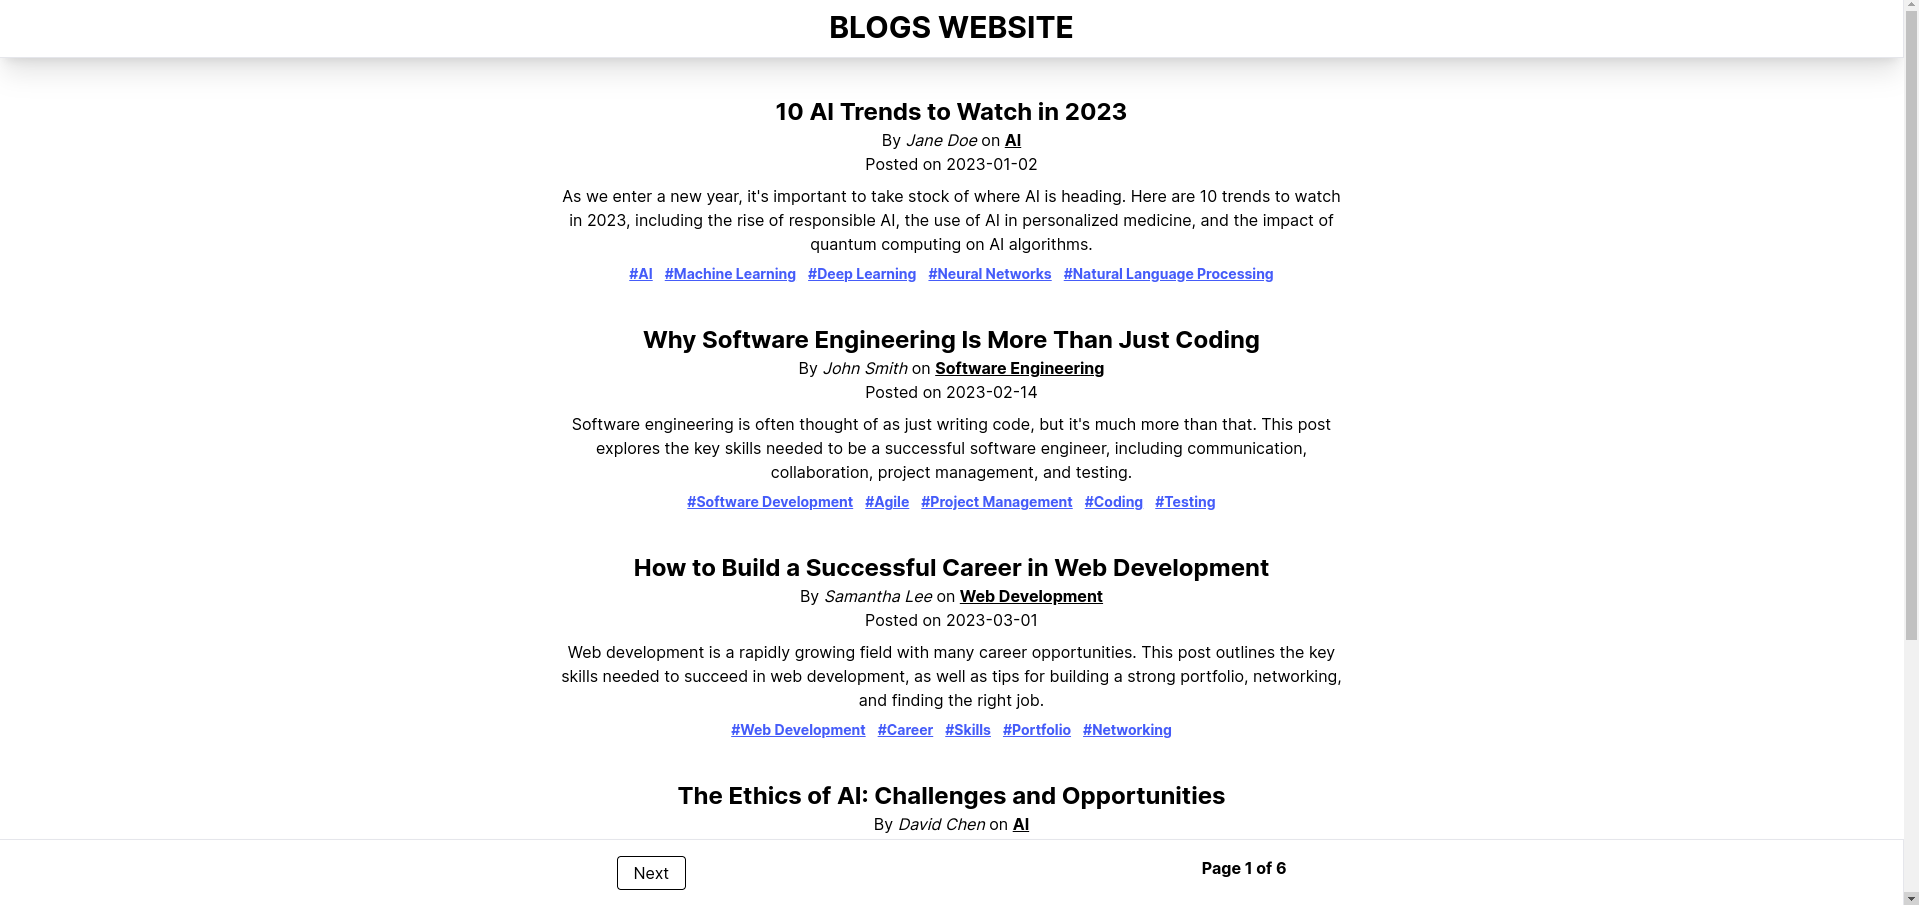 BLOGS WEBSITE
10 AI Trends to Watch in 2023
By Jane Doe on AI
Posted on 2023-01-02
As we enter a new year, it's important to take stock of where AI is heading. Here are 10 trends to watch
in 2023, including the rise of responsible AI, the use of AI in personalized medicine, and the impact of
quantum computing on AI algorithms.
#AI #Machine Learning #Deep Learning #Neural Networks #Natural Language Processing
Why Software Engineering Is More Than Just Coding
By John Smith on Software Engineering
Posted on 2023-02-14
Software engineering is often thought of as just writing code, but it's much more than that. This post
explores the key skills needed to be a successful software engineer, including communication,
collaboration, project management, and testing.
#Software Development #Agile #Project Management #Coding #Testing
How to Build a Successful Career in Web Development
By Samantha Lee on Web Development
Posted on 2023-03-01
Web development is a rapidly growing field with many career opportunities. This post outlines the key
skills needed to succeed in web development, as well as tips for building a strong portfolio, networking,
and finding the right job.
#Web Development #Career #Skills #Portfolio #Networking
The Ethics of AI: Challenges and Opportunities
By David Chen on AI
Next
Page 1 of 6